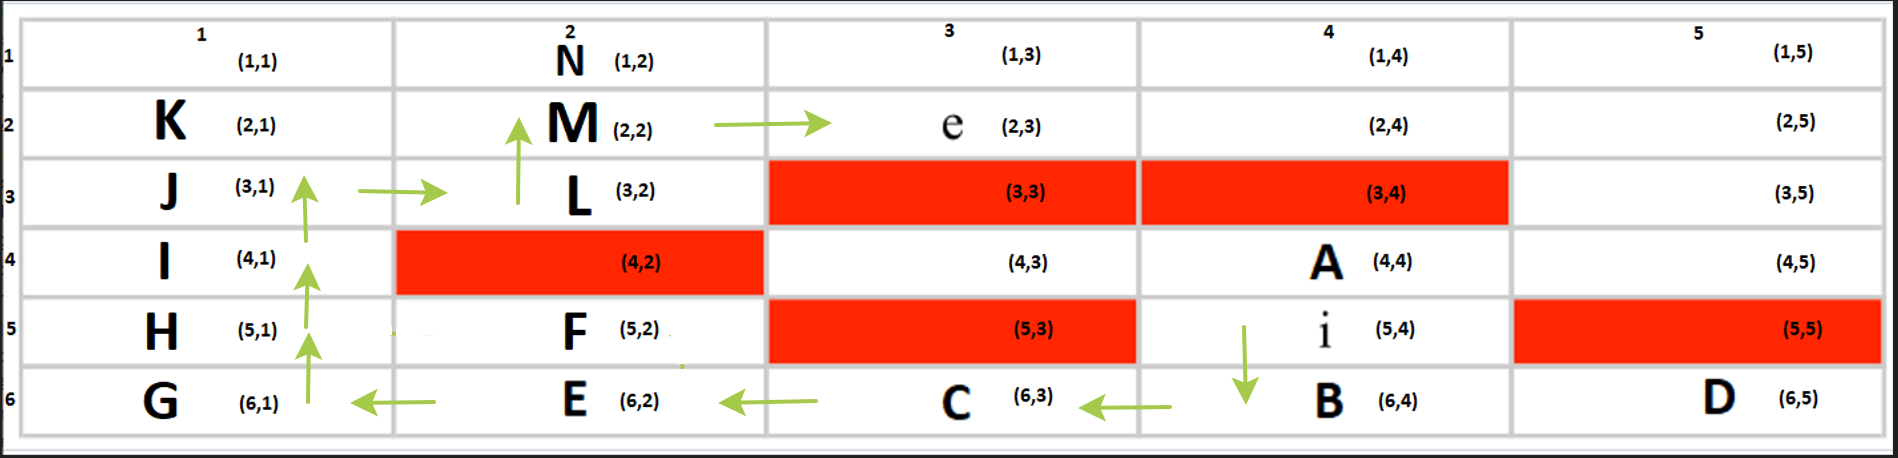 1 2 3 4 5
1 (1,1) N (1,2) (1,3) (1,4) (1,5)
2 K (2,1) M (2,2) e (2,3) (2,4) (2,5)
3 J (3,1) L (3,2) (3,3) (3,4) (3,5)
4 I (4,1) (4,2) (4,3) A (4,4) (4,5)
5 H (5,1) F (5,2) (5,3) i (5,4) (5,5)
6 G (6,1) E (6,2) C (6,3) B (6,4) D (6,5)